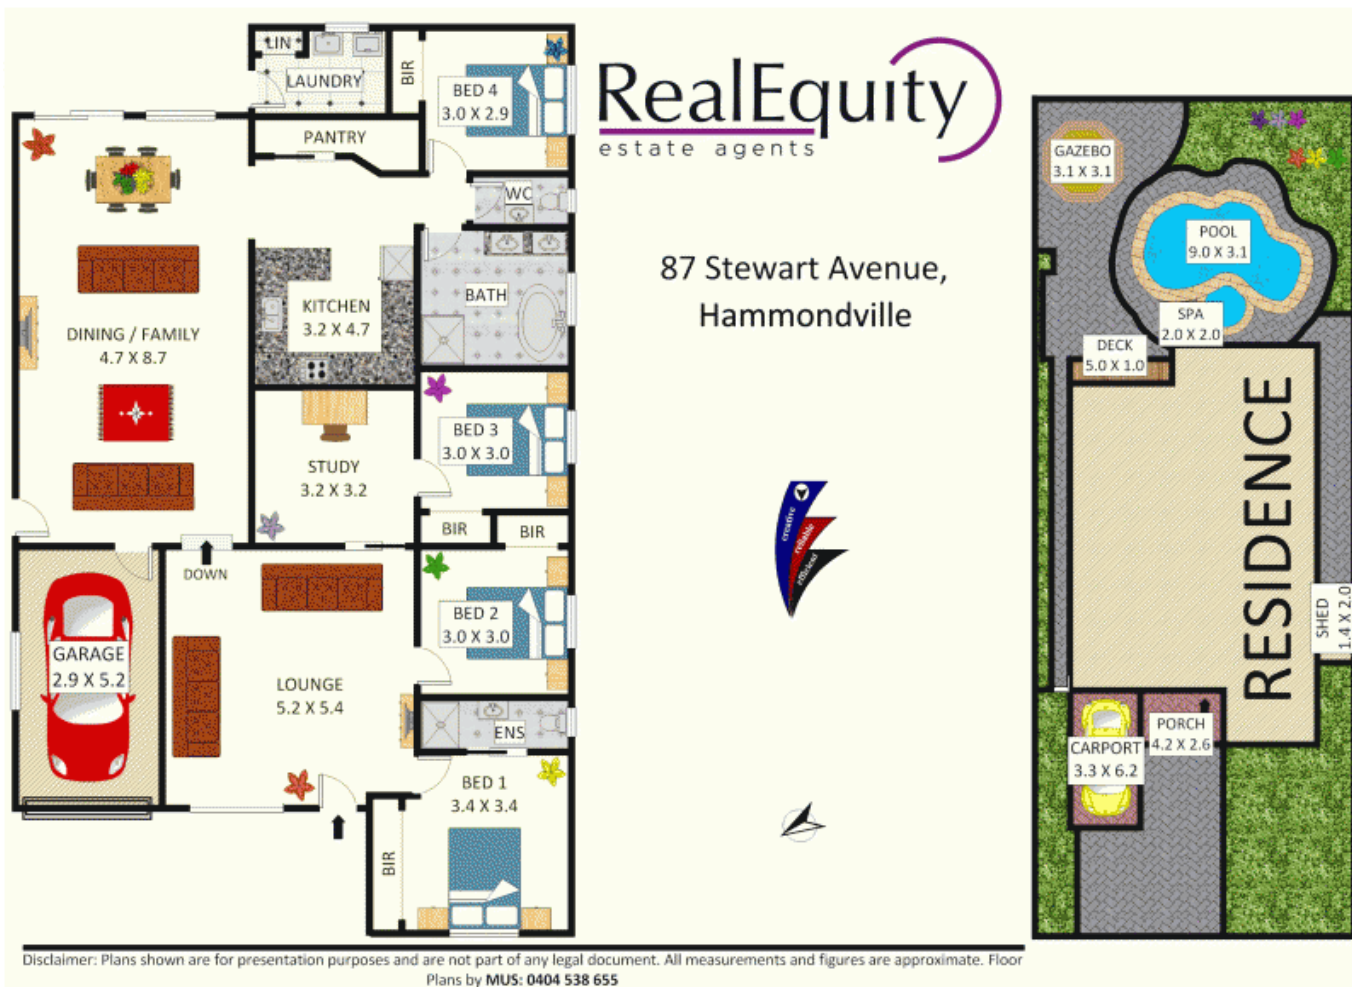 LIN
LAUNDRY
BIR
BED 4
3.0 X 2.9
PANTRY
WC
DINING / FAMILY
4.7 X 8.7
KITCHEN
3.2 X 4.7
BATH
STUDY
3.2 X 3.2
BED 3
3.0 X 3.0
BIR
BIR
DOWN
GARAGE
2.9 X 5.2
LOUNGE
5.2 X 5.4
BED 2
3.0 X 3.0
ENS
BED 1
3.4 X 3.4
BIR
RealEquity
estate agents
87 Stewart Avenue,
Hammondville
creative
reliable
efficient
GAZEBO
3.1 X 3.1
POOL
9.0 X 3.1
SPA
2.0 X 2.0
DECK
5.0 X 1.0
RESIDENCE
SHED
1.4 X 2.0
PORCH
4.2 X 2.6
CARPORT
3.3 X 6.2
Disclaimer: Plans shown are for presentation purposes and are not part of any legal document. All measurements and figures are approximate. Floor
Plans by MUS: 0404 538 655